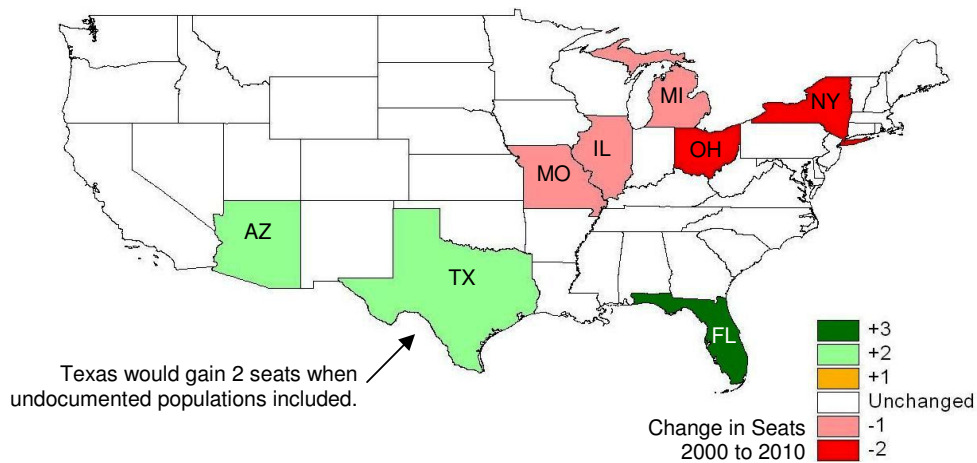 MI
NY
IL
OH
MO
AZ
TX
FL
Texas would gain 2 seats when
undocumented populations included.
Change in Seats
2000 to 2010
+3
+2
+1
Unchanged
-1
-2